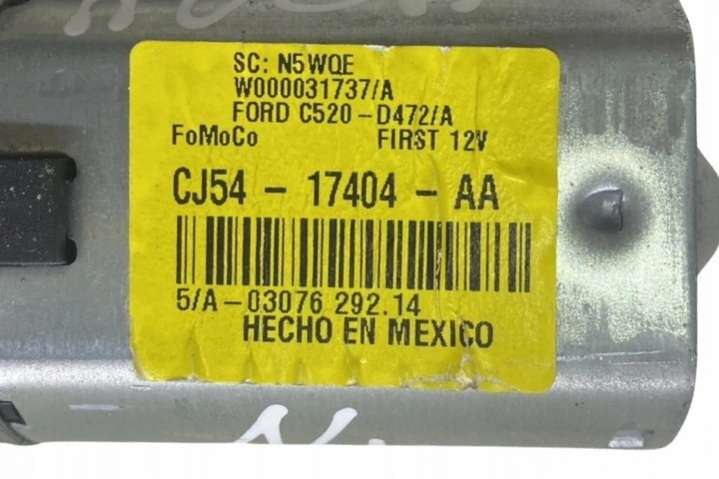 SC: N5WQE
W000031737/A
FORD C520-D472/A
FoMoCo FIRST 12V
CJ54 - 17404 - AA
5/A-03076 292.14
HECHO EN MEXICO